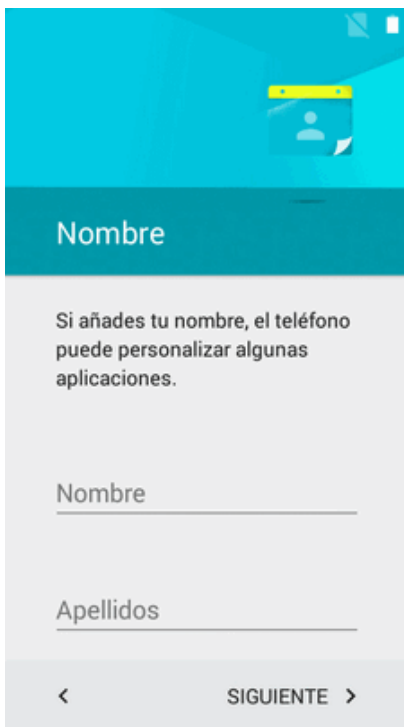 Nombre
Si añades tu nombre, el teléfono
puede personalizar algunas
aplicaciones.
Nombre
Apellidos
SIGUIENTE